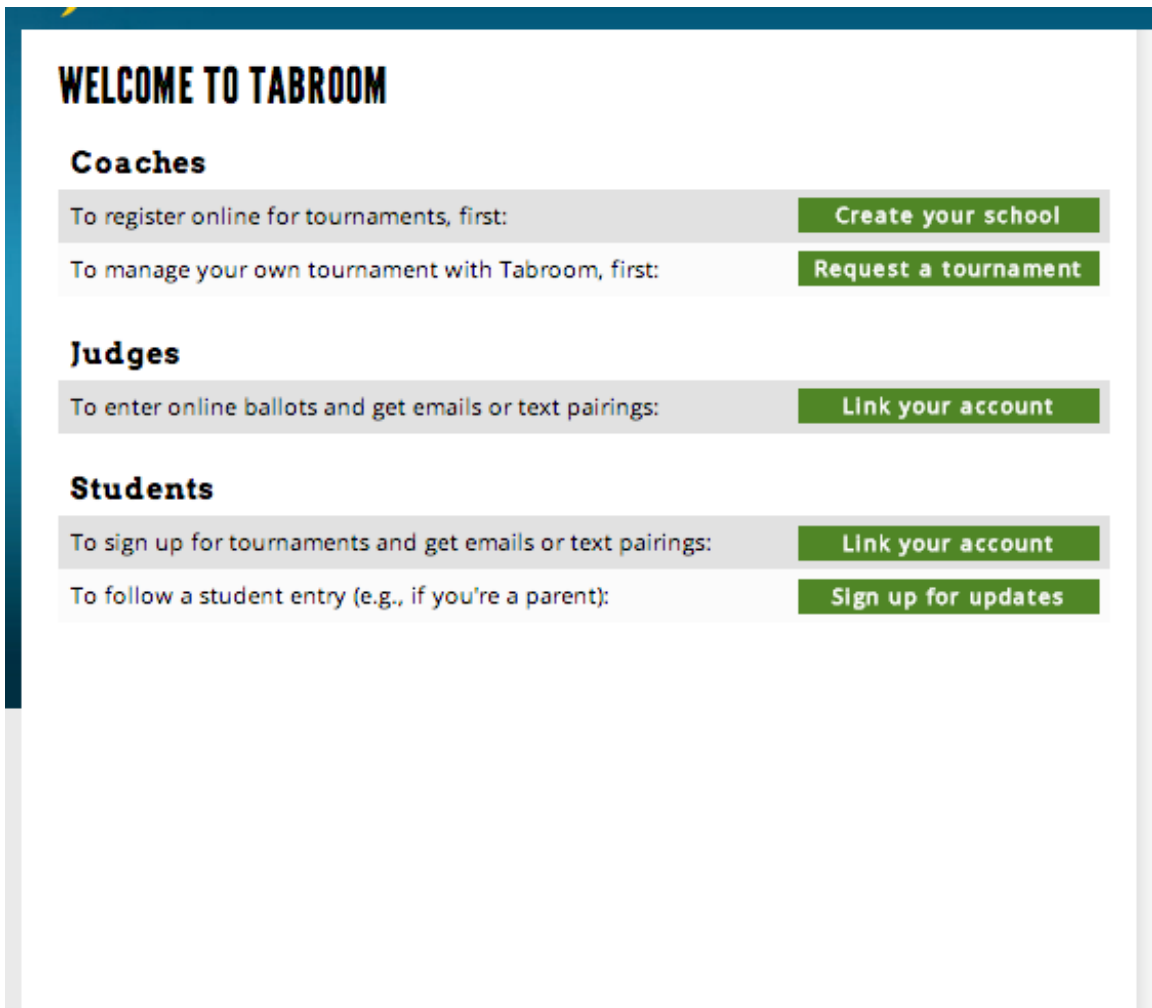 WELCOME TO TABROOM
Coaches
To register online for tournaments, first:
Create your school
To manage your own tournament with Tabroom, first:
Request a tournament
Judges
To enter online ballots and get emails or text pairings:
Link your account
Students
To sign up for tournaments and get emails or text pairings:
Link your account
To follow a student entry (e.g., if you're a parent):
Sign up for updates